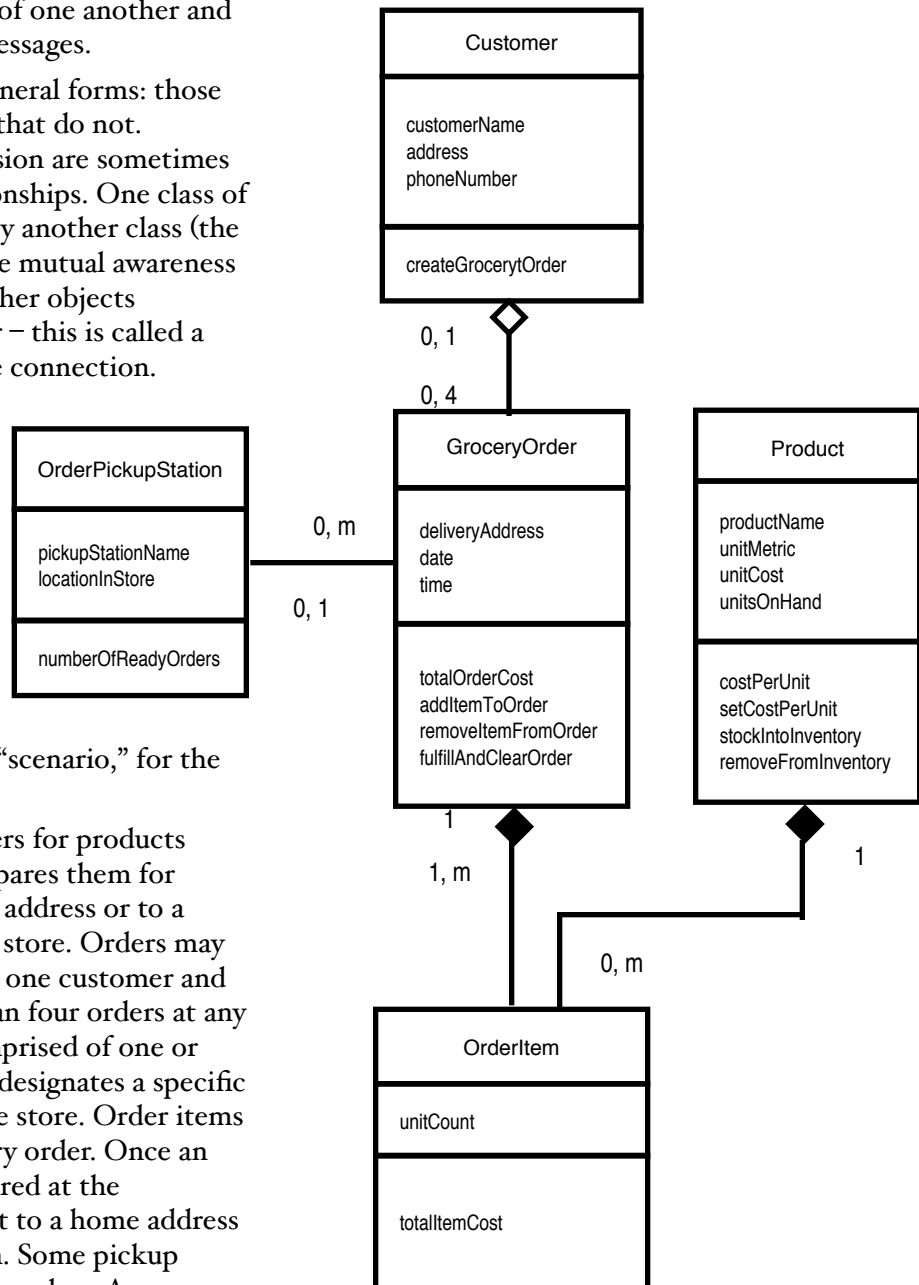 of one another and
essages.
neral forms: those
that do not.
sion are sometimes
onships. One class of
y another class (the
e mutual awareness
her objects
r – this is called a
e connection.
Customer
customerName
address
phoneNumber
createGrocerytOrder
0, 1
0, 4
OrderPickupStation
pickupStationName
locationInStore
numberOfReadyOrders
0, m
0, 1
GroceryOrder
deliveryAddress
date
time
totalOrderCost
addItemToOrder
removeItemFromOrder
fulfillAndClearOrder
Product
productName
unitMetric
unitCost
unitsOnHand
costPerUnit
setCostPerUnit
stockIntoInventory
removeFromInventory
1
1, m
1
0, m
“scenario,” for the
ers for products
pares them for
address or to a
store. Orders may
one customer and
an four orders at any
mprised of one or
designates a specific
e store. Order items
ry order. Once an
ered at the
t to a home address
n. Some pickup
OrderItem
unitCount
totalItemCost